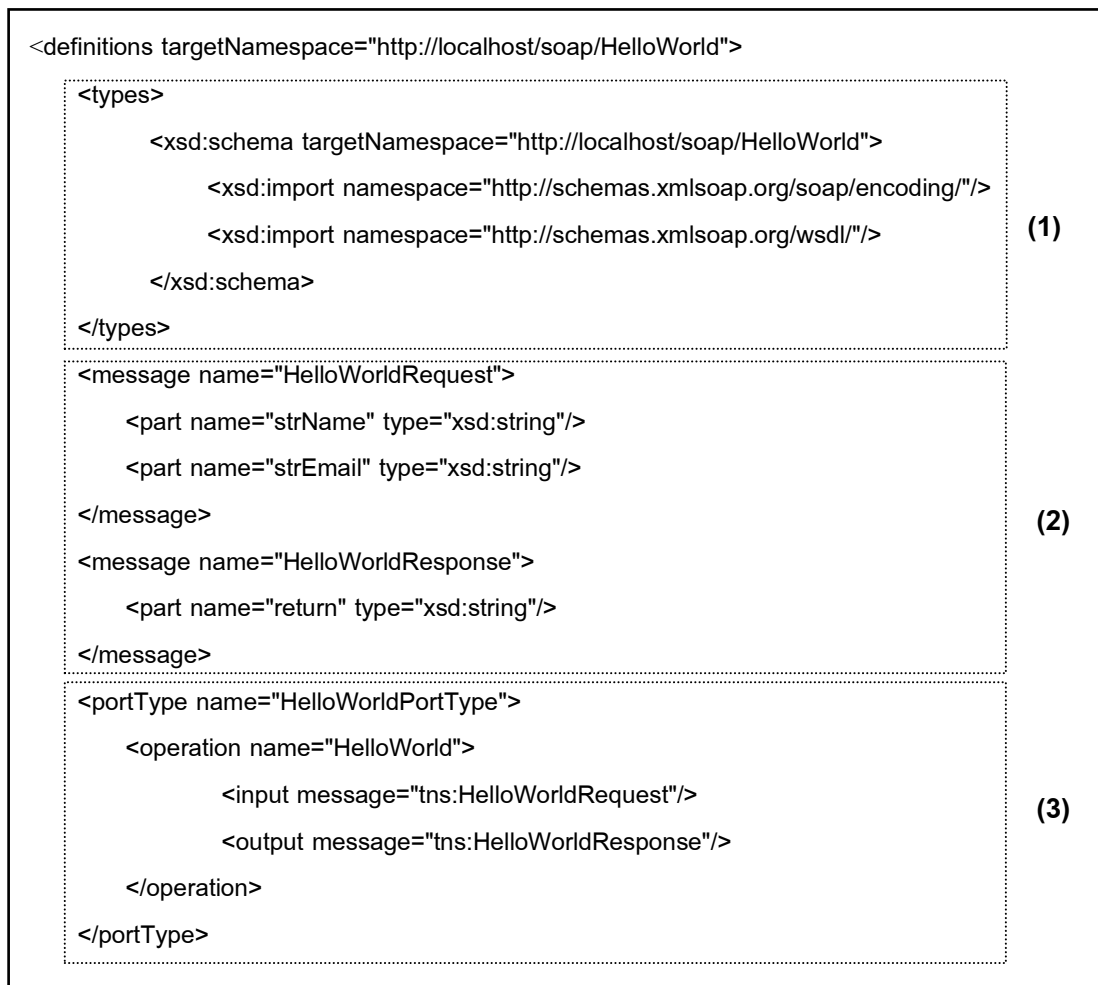 <definitions targetNamespace="http://localhost/soap/HelloWorld">
<types>
<xsd:schema targetNamespace="http://localhost/soap/HelloWorld">
<xsd:import namespace="http://schemas.xmlsoap.org/soap/encoding/"/>
<xsd:import namespace="http://schemas.xmlsoap.org/wsdl/"/>
(1)
</xsd:schema>
</types>
<message name="HelloWorldRequest">
<part name="strName" type="xsd:string"/>
<part name="strEmail" type="xsd:string"/>
</message>
(2)
<message name="HelloWorldResponse">
<part name="return" type="xsd:string"/>
</message>
<portType name="HelloWorldPortType">
<operation name="HelloWorld">
<input message="tns:HelloWorldRequest"/>
(3)
<output message="tns:HelloWorldResponse"/>
</operation>
</portType>